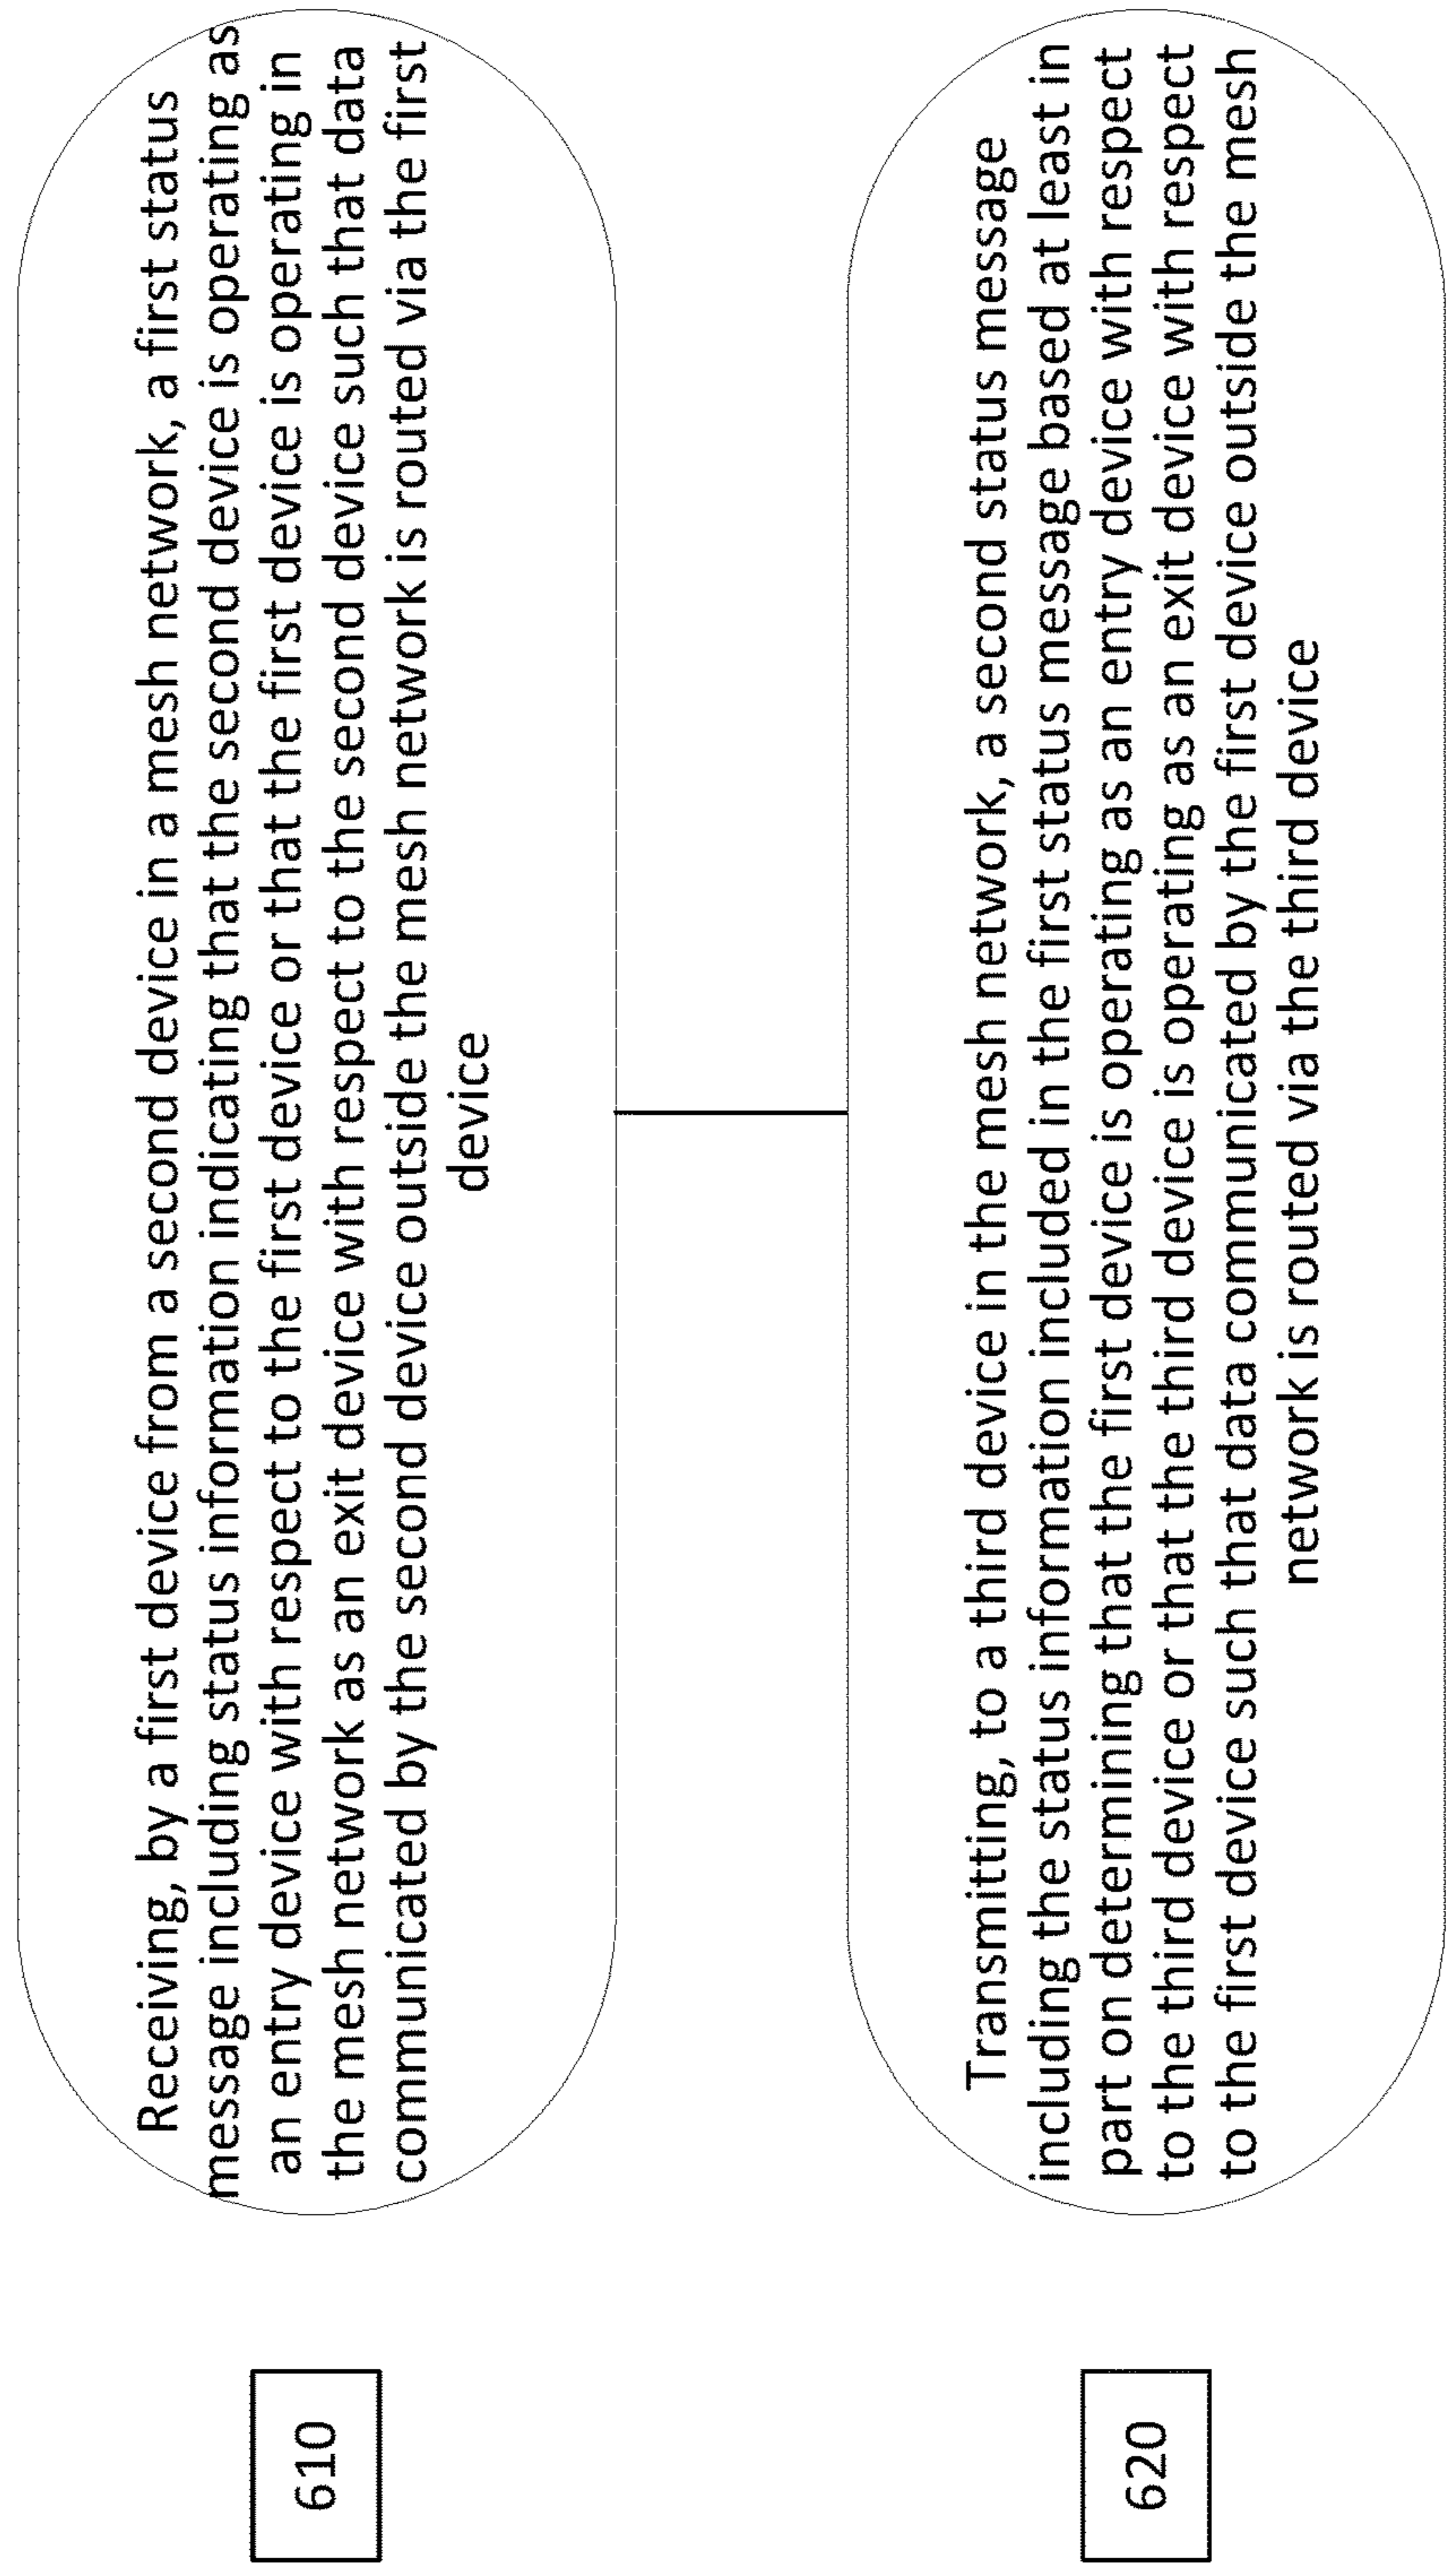 610
Receiving, by a first device from a second device in a mesh network, a first status
message including status information indicating that the second device is operating as
an entry device with respect to the first device or that the first device is operating in
the mesh network as an exit device with respect to the second device such that data
communicated by the second device outside the mesh network is routed via the first
device
620
Transmitting, to a third device in the mesh network, a second status message
including the status information included in the first status message based at least in
part on determining that the first device is operating as an entry device with respect
to the third device or that the third device is operating as an exit device with respect
to the first device such that data communicated by the first device outside the mesh
network is routed via the third device